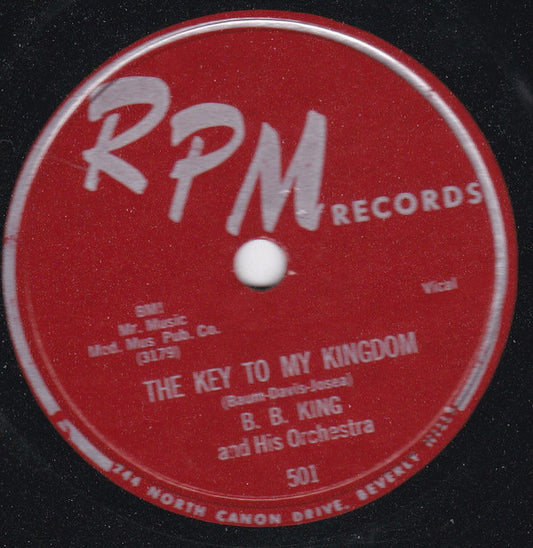 RPM
RECORDS
BMI
Mr. Music
Mod. Mus Pub. Co.
(3179)
Vical
THE KEY TO MY KINGDOM
(Baum-Davis-Josea)
B. B. KING
and His Orchestra
501
244 NORTH CANON DRIVE, BEVERLY HILLS